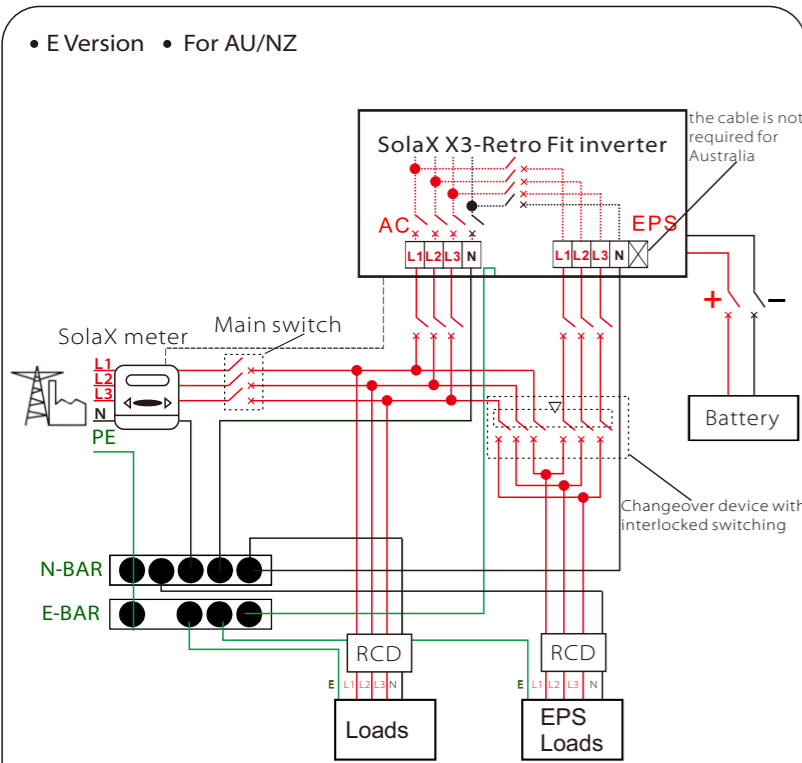 • E Version • For AU/NZ
the cable is not
required for
Australia
SolaX X3-Retro Fit inverter
AC
EPS
L1 L2 L3 N
L1 L2 L3 N
+
−
SolaX meter
Main switch
L1
L2
L3
N
PE
Battery
Changeover device with
interlocked switching
N-BAR
E-BAR
RCD
RCD
E L1 L2 L3 N
E L1 L2 L3 N
Loads
EPS
Loads